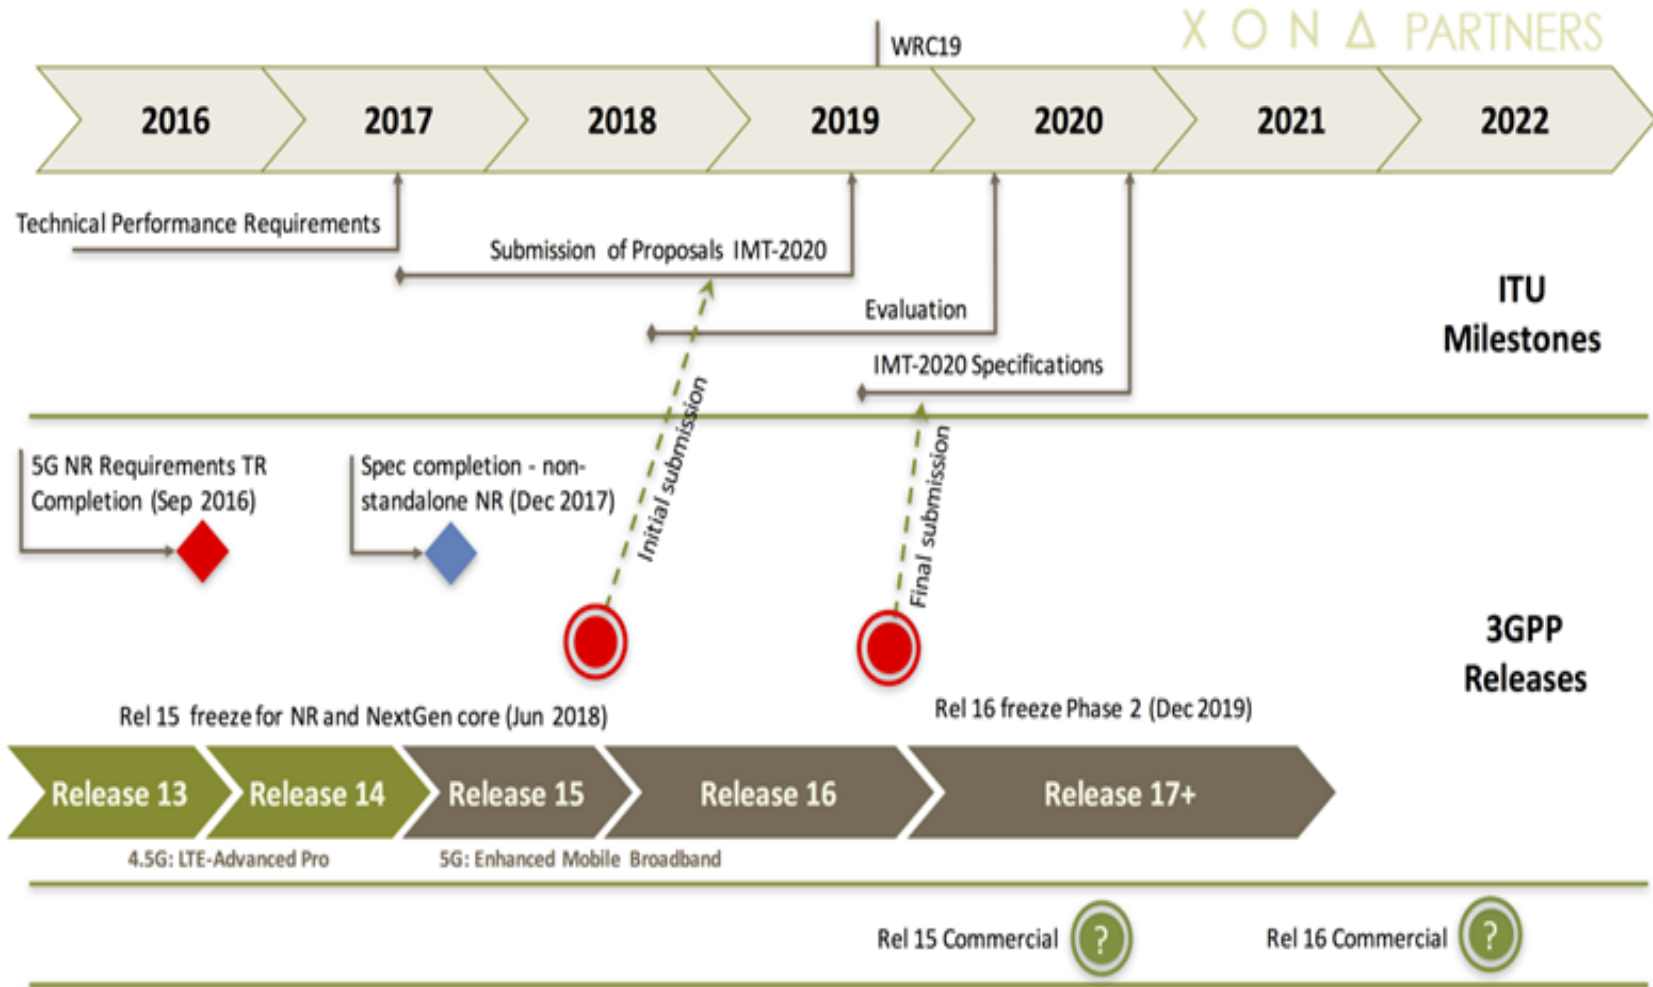 X O N Δ PARTNERS
WRC19
2016
2017
2018
2019
2020
2021
2022
Technical Performance Requirements
Submission of Proposals IMT-2020
Evaluation
IMT-2020 Specifications
ITU
Milestones
Initial submission
Final submission
5G NR Requirements TR
Completion (Sep 2016)
Spec completion - non-
standalone NR (Dec 2017)
3GPP
Releases
Rel 15 freeze for NR and NextGen core (Jun 2018)
Rel 16 freeze Phase 2 (Dec 2019)
Release 13
Release 14
Release 15
Release 16
Release 17+
4.5G: LTE-Advanced Pro
5G: Enhanced Mobile Broadband
Rel 15 Commercial
?
Rel 16 Commercial
?